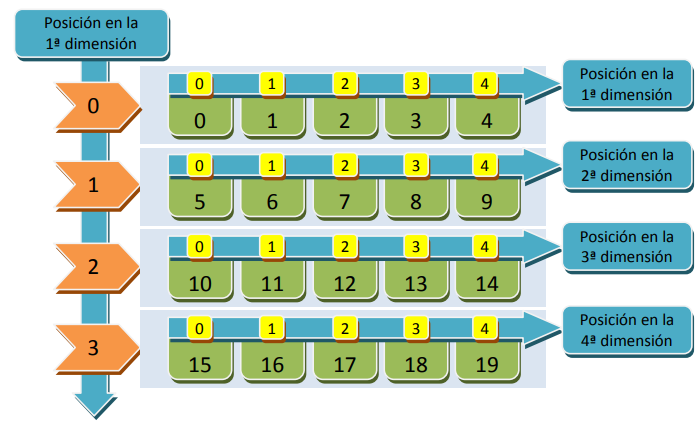 Posición en la
1ª dimensión
0
0 1 2 3 4
0 1 2 3 4
Posición en la
1ª dimensión
1
0 1 2 3 4
5 6 7 8 9
Posición en la
2ª dimensión
2
0 1 2 3 4
10 11 12 13 14
Posición en la
3ª dimensión
3
0 1 2 3 4
15 16 17 18 19
Posición en la
4ª dimensión